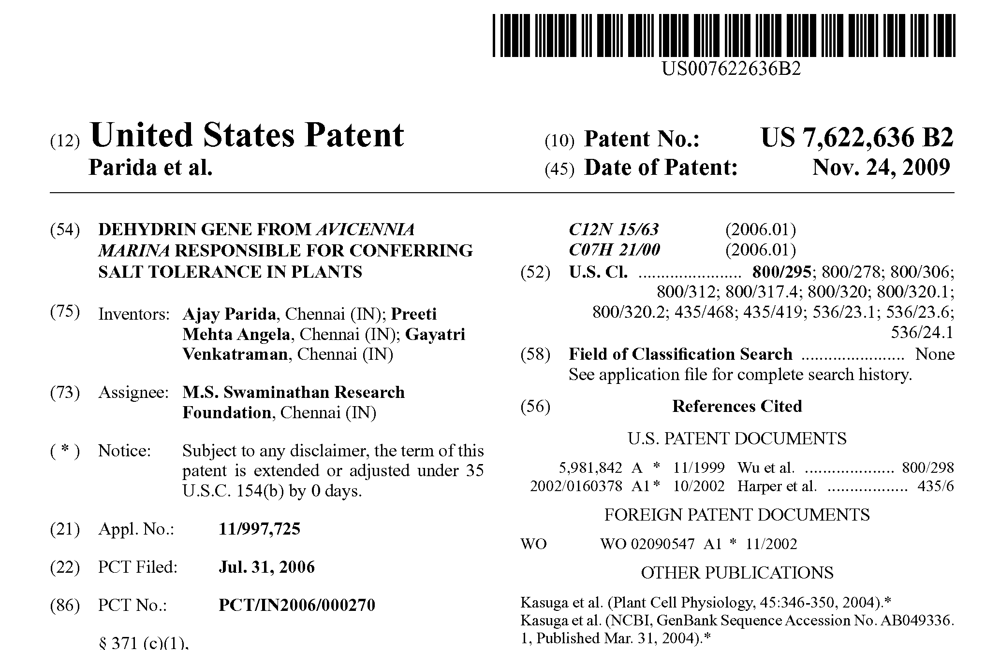 US007622636B2
(12) United States Patent
Parida et al.
(10) Patent No.: US 7,622,636 B2
(45) Date of Patent: Nov. 24, 2009
(54) DEHYDRIN GENE FROM AVICENNIA
MARINA RESPONSIBLE FOR CONFERRING
SALT TOLERANCE IN PLANTS
(75) Inventors: Ajay Parida, Chennai (IN); Preeti
Mehta Angela, Chennai (IN); Gayatri
Venkatraman, Chennai (IN)
(73) Assignee: M.S. Swaminathan Research
Foundation, Chennai (IN)
( * ) Notice: Subject to any disclaimer, the term of this
patent is extended or adjusted under 35
U.S.C. 154(b) by 0 days.
(21) Appl. No.: 11/997,725
(22) PCT Filed: Jul. 31, 2006
(86) PCT No.: PCT/IN2006/000270
§ 371 (c)(1),
C12N 15/63 (2006.01)
C07H 21/00 (2006.01)
(52) U.S. Cl. ....................... 800/295; 800/278; 800/306;
800/312; 800/317.4; 800/320; 800/320.1;
800/320.2; 435/468; 435/419; 536/23.1; 536/23.6;
536/24.1
(58) Field of Classification Search ....................... None
See application file for complete search history.
(56) References Cited
U.S. PATENT DOCUMENTS
5,981,842 A * 11/1999 Wu et al. .................... 800/298
2002/0160378 A1* 10/2002 Harper et al. .................. 435/6
FOREIGN PATENT DOCUMENTS
WO WO 02090547 A1 * 11/2002
OTHER PUBLICATIONS
Kasuga et al. (Plant Cell Physiology, 45:346-350, 2004).*
Kasuga et al. (NCBI, GenBank Sequence Accession No. AB049336.
1, Published Mar. 31, 2004).*